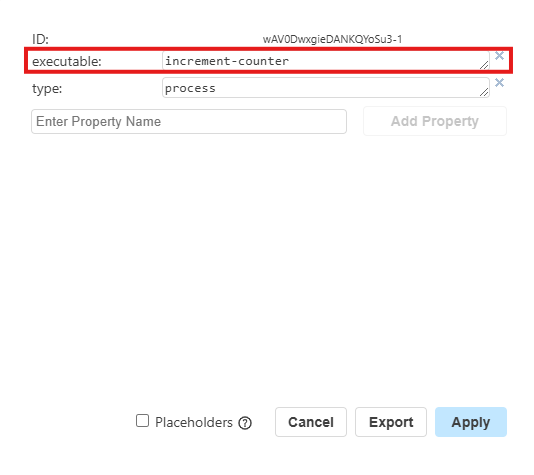 ID: wAV0DwxgieDANKQYoSu3-1
executable: increment-counter
type: process
Enter Property Name Add Property
Placeholders Cancel Export Apply